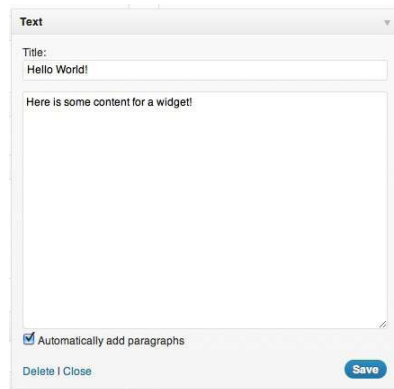 Text
Title:
Hello World!
Here is some content for a widget!
Automatically add paragraphs
Delete | Close
Save